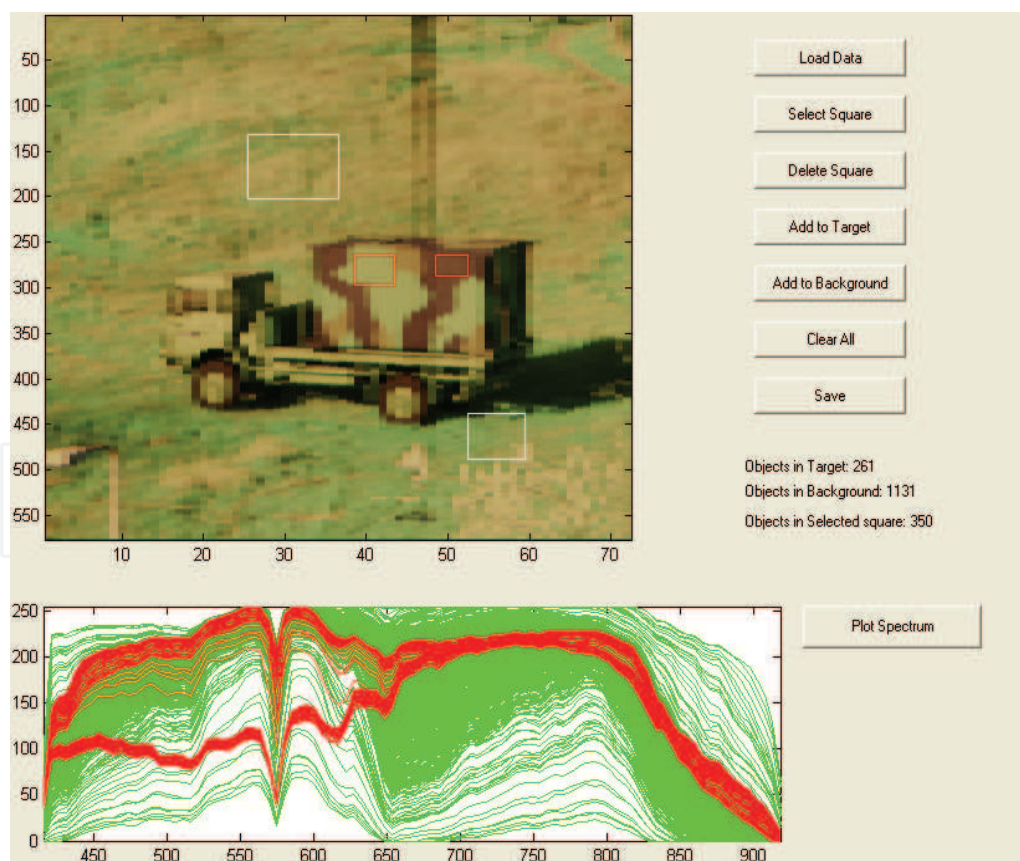 50
100
150
200
250
300
350
400
450
500
550
10 20 30 40 50 60 70
Load Data
Select Square
Delete Square
Add to Target
Add to Background
Clear All
Save
Objects in Target: 261
Objects in Background: 1131
Objects in Selected square: 350
250
200
150
100
50
0
450 500 550 600 650 700 750 800 850 900
Plot Spectrum